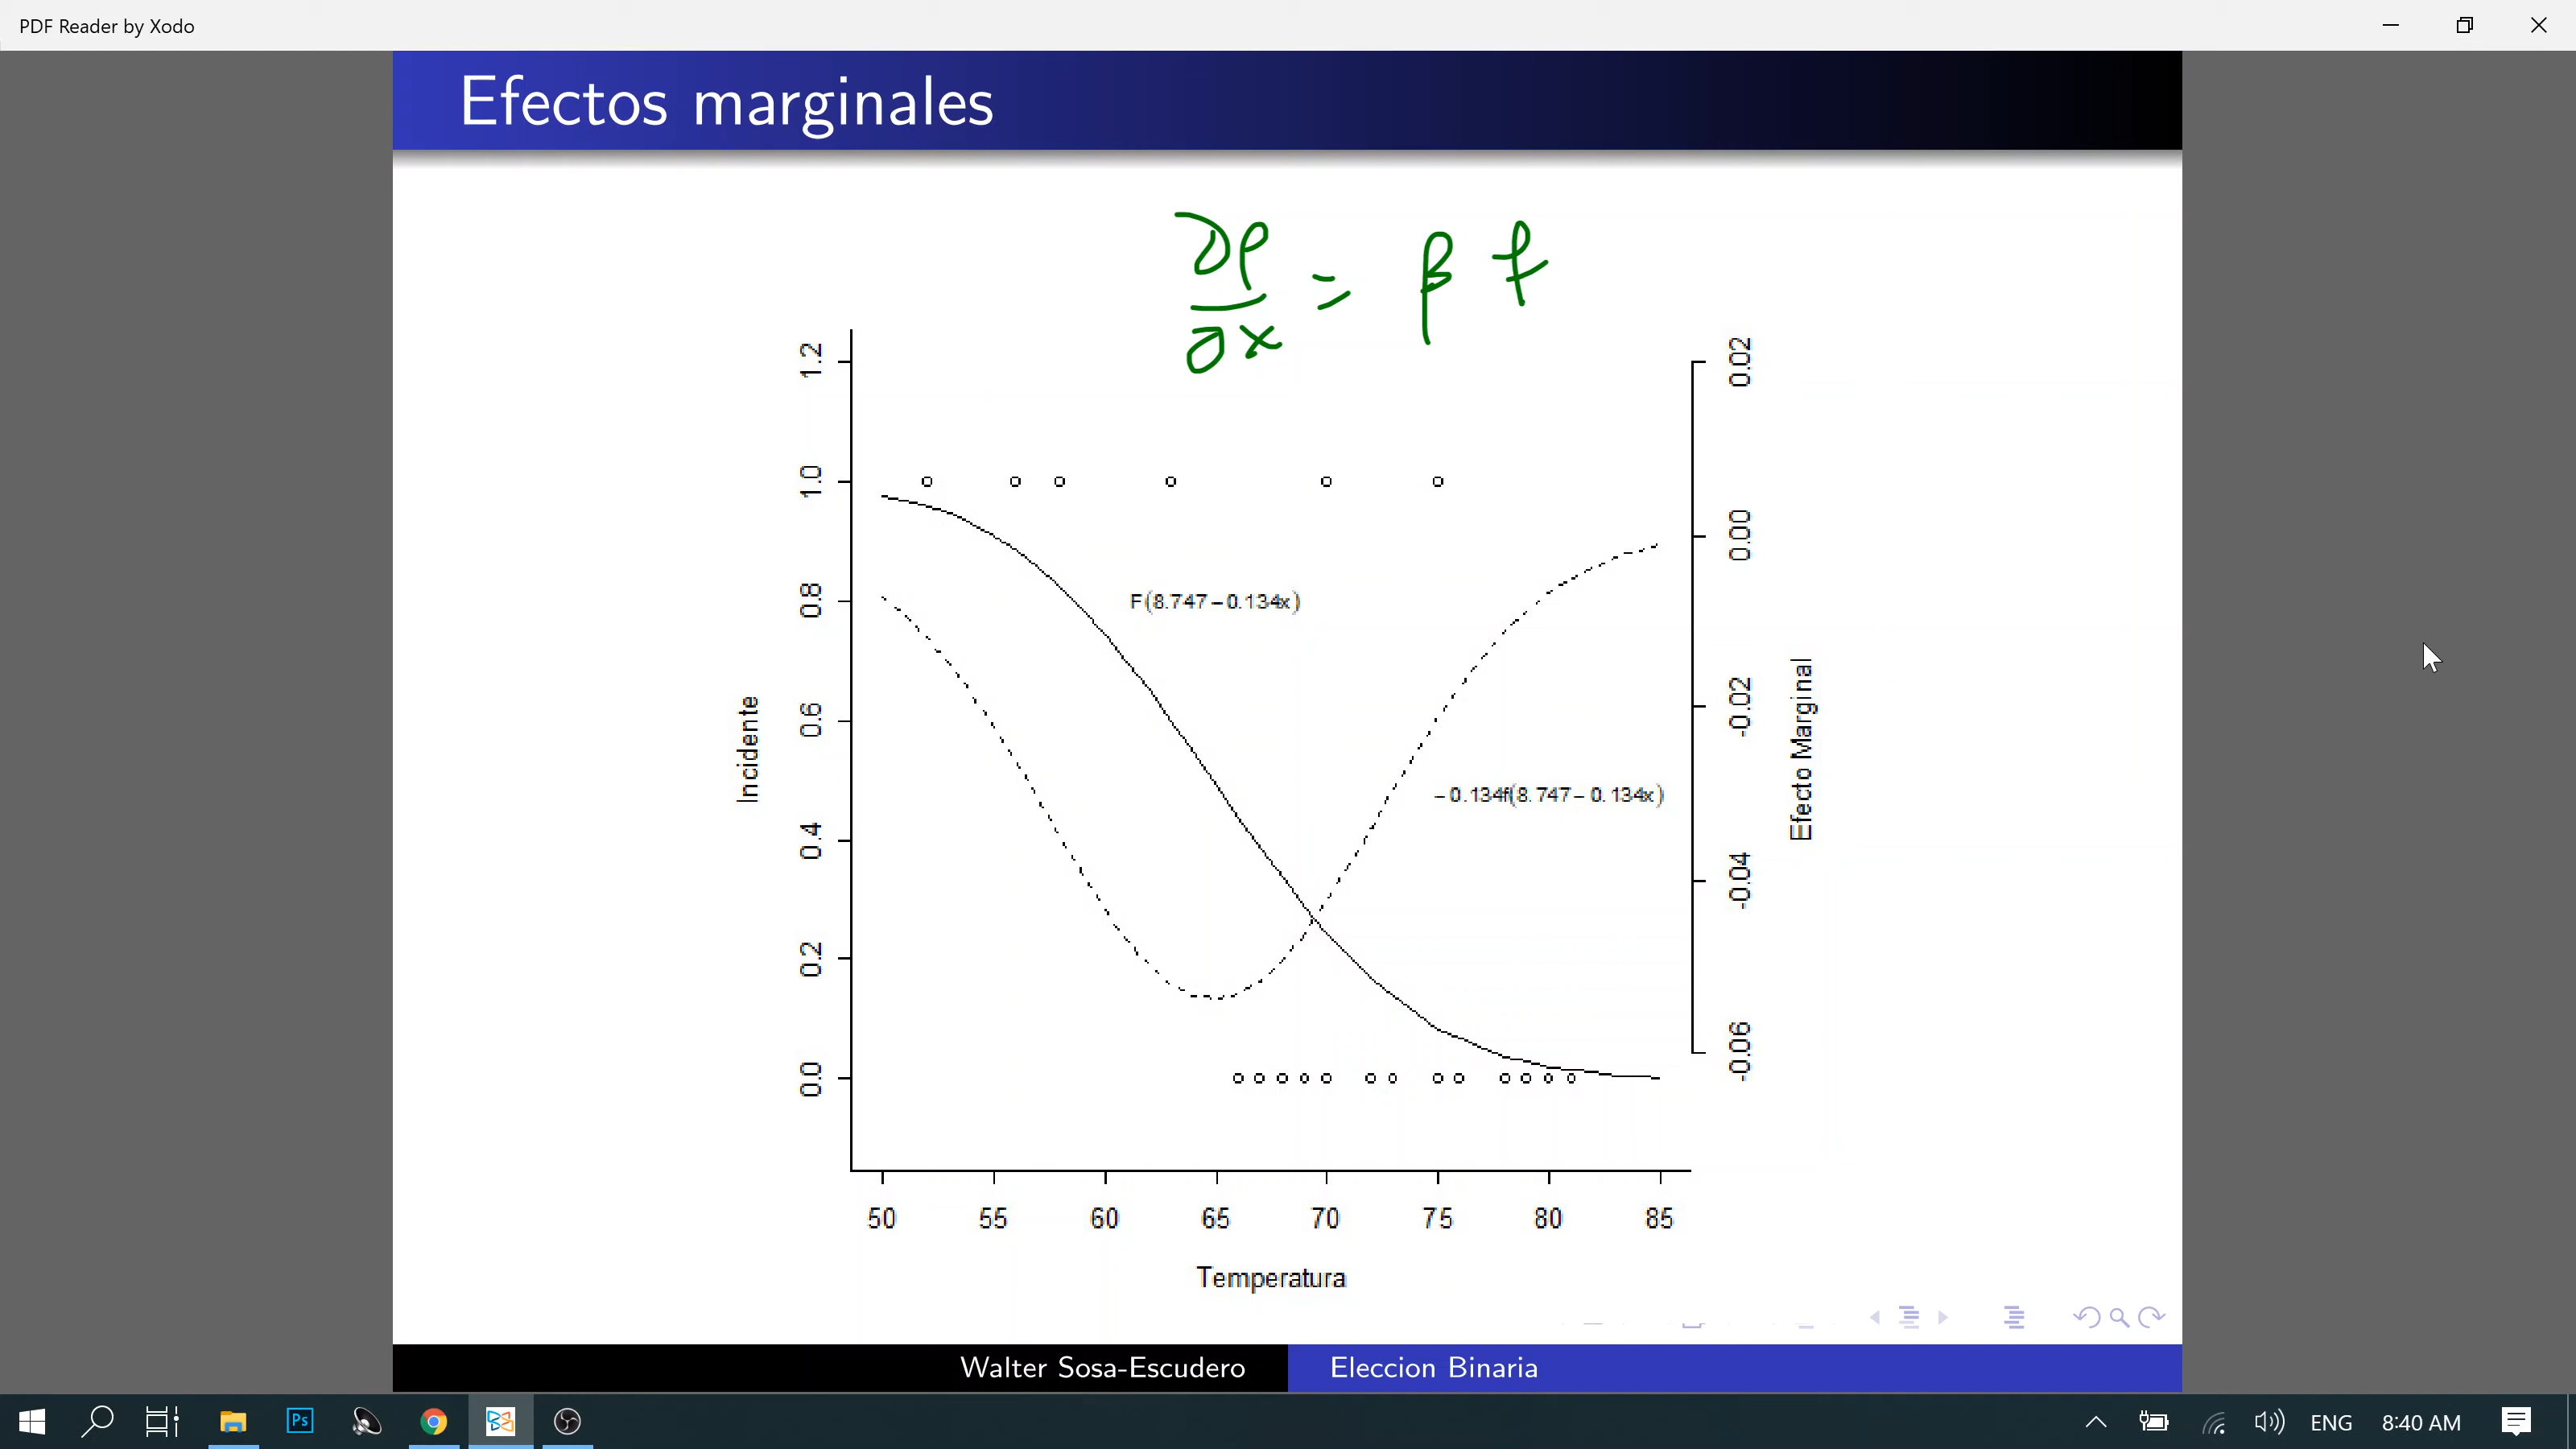 PDF Reader by Xodo
Efectos marginales
∂p
∂x
= β f
1.2
1.0
0.8
0.6
0.4
0.2
0.0
Incidente
F(8.747−0.134x)
−0.134f(8.747−0.134x)
0.02
0.00
-0.02
-0.04
-0.06
Efecto Marginal
50 55 60 65 70 75 80 85
Temperatura
Walter Sosa-Escudero Eleccion Binaria
Ps
ENG 8:40 AM